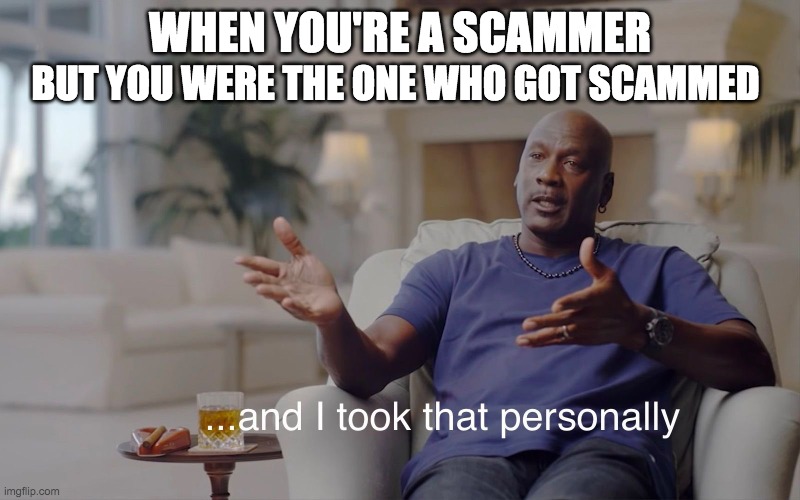 WHEN YOU'RE A SCAMMER
BUT YOU WERE THE ONE WHO GOT SCAMMED
...and I took that personally
imgflip.com